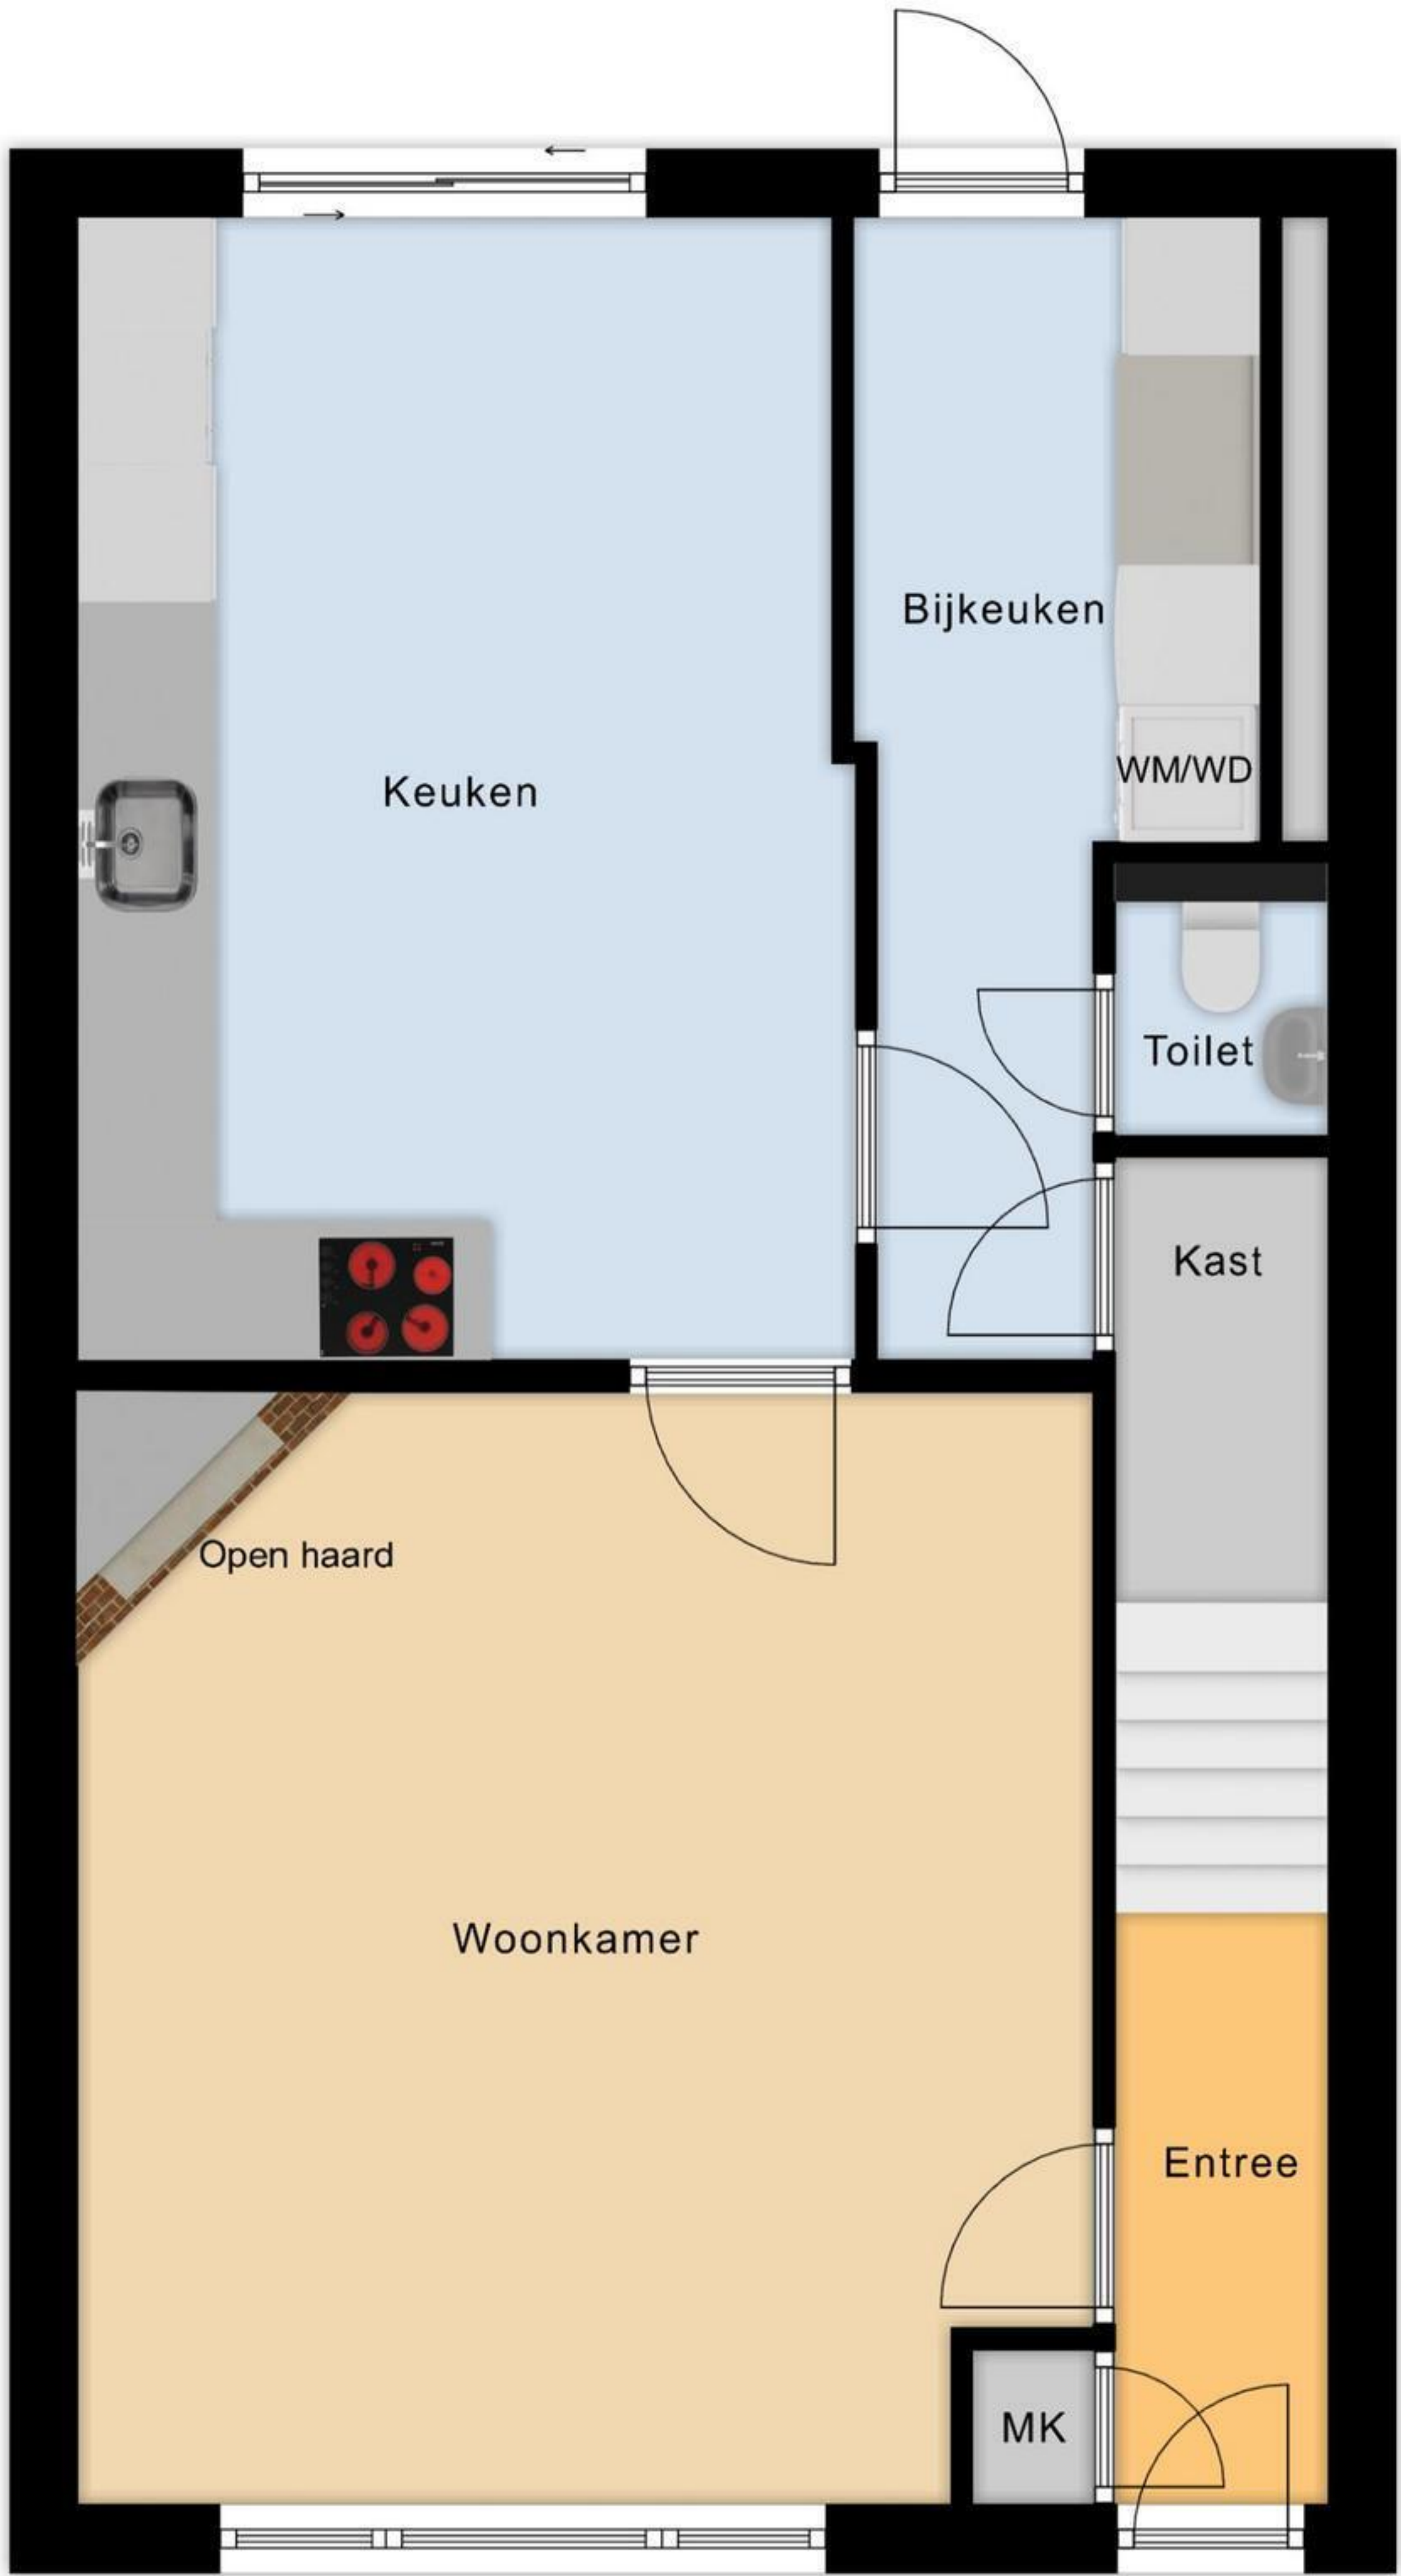 Bijkeuken
WM/WD
Keuken
Toilet
Kast
Open haard
Woonkamer
Entree
MK